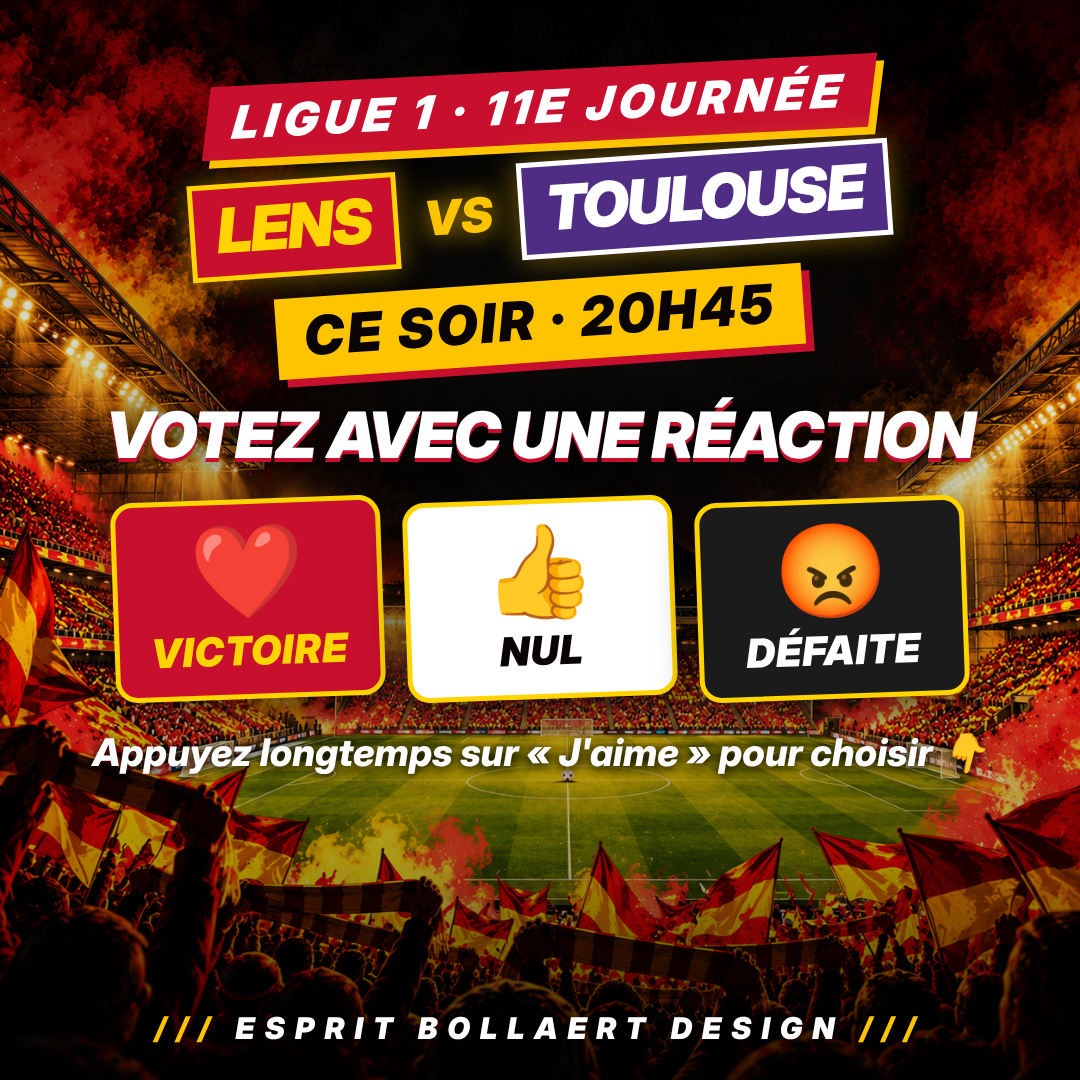 LIGUE 1 · 11E JOURNÉE
LENS VS TOULOUSE
CE SOIR · 20H45
VOTEZ AVEC UNE RÉACTION
VICTOIRE NUL DÉFAITE
Appuyez longtemps sur « J'aime » pour choisir 👇
/// ESPRIT BOLLAERT DESIGN ///